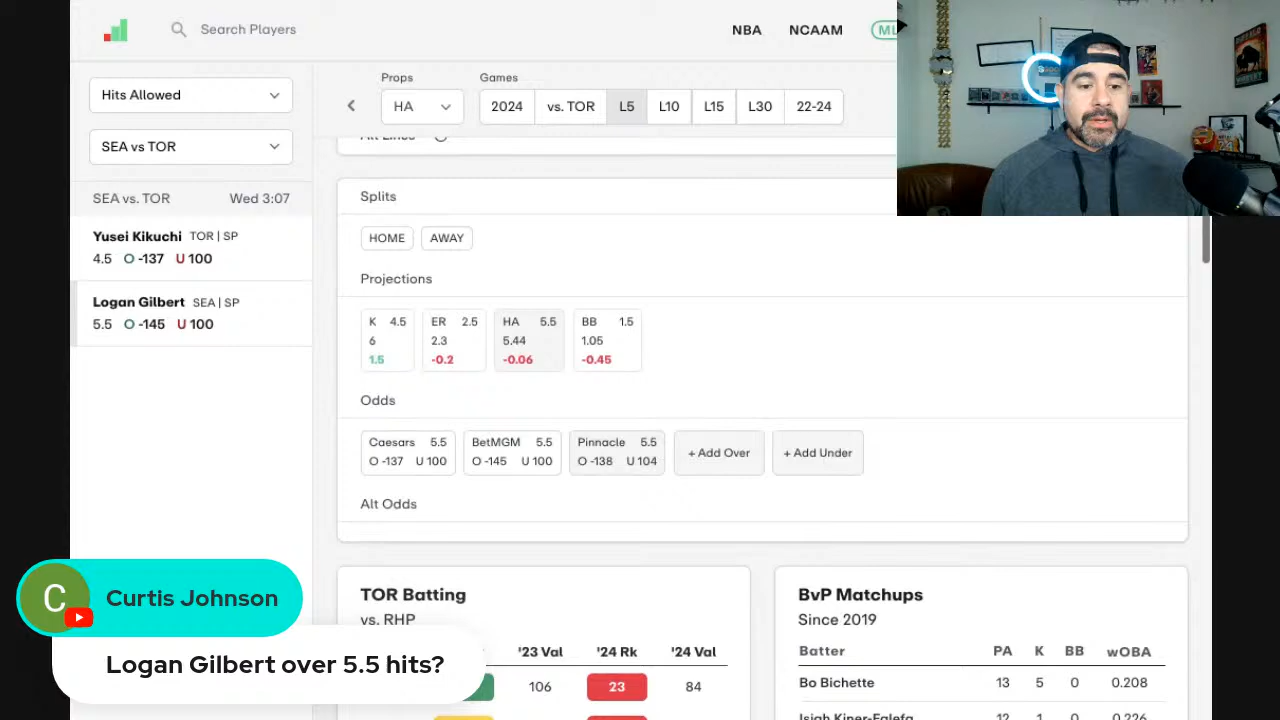 Search Players
NBA
NCAAM
Hits Allowed
SEA vs TOR
SEA vs. TOR Wed 3:07
Yusei Kikuchi TOR | SP
4.5 O -137 U 100
Logan Gilbert SEA | SP
5.5 O -145 U 100
Props
HA
Games
2024 vs. TOR L5 L10 L15 L30 22-24
Splits
HOME AWAY
Projections
K 4.5 ER 2.5 HA 5.5 BB 1.5
6 2.3 5.44 1.05
1.5 -0.2 -0.06 -0.45
Odds
Caesars 5.5 BetMGM 5.5 Pinnacle 5.5
O -137 U 100 O -145 U 100 O -138 U 104
+ Add Over + Add Under
Alt Odds
TOR Batting
vs. RHP
'23 Val '24 Rk '24 Val
106 23 84
BvP Matchups
Since 2019
Batter PA K BB wOBA
Bo Bichette 13 5 0 0.208
C
Curtis Johnson
Logan Gilbert over 5.5 hits?